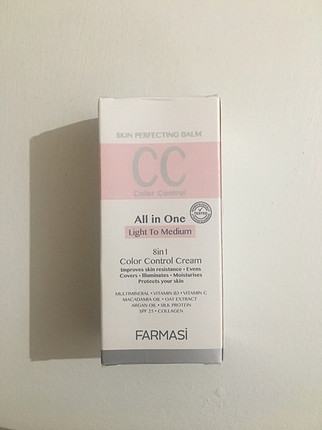 SKIN PERFECTING BALM
CC
Color Control
All in One
TESTED
Light To Medium
8in1
Color Control Cream
Improves skin resistance • Evens
Covers • Illuminates • Moisturises
Protects your skin
MULTIMINERAL • VITAMIN B3 • VITAMIN C
MACADAMIA OIL • OAT EXTRACT
ARGAN OIL • SILK PROTEIN
SPF 25 • COLLAGEN
FARMASi